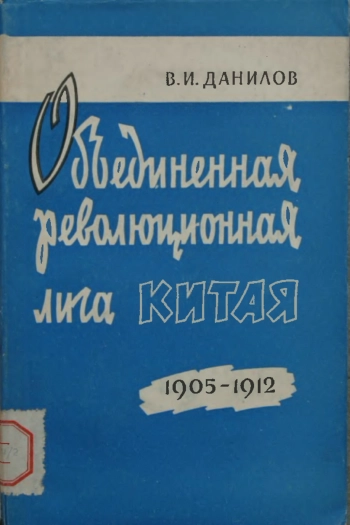 В.И.ДАНИЛОВ
Объединенная
революционная
лига КИТАЯ
1905-1912